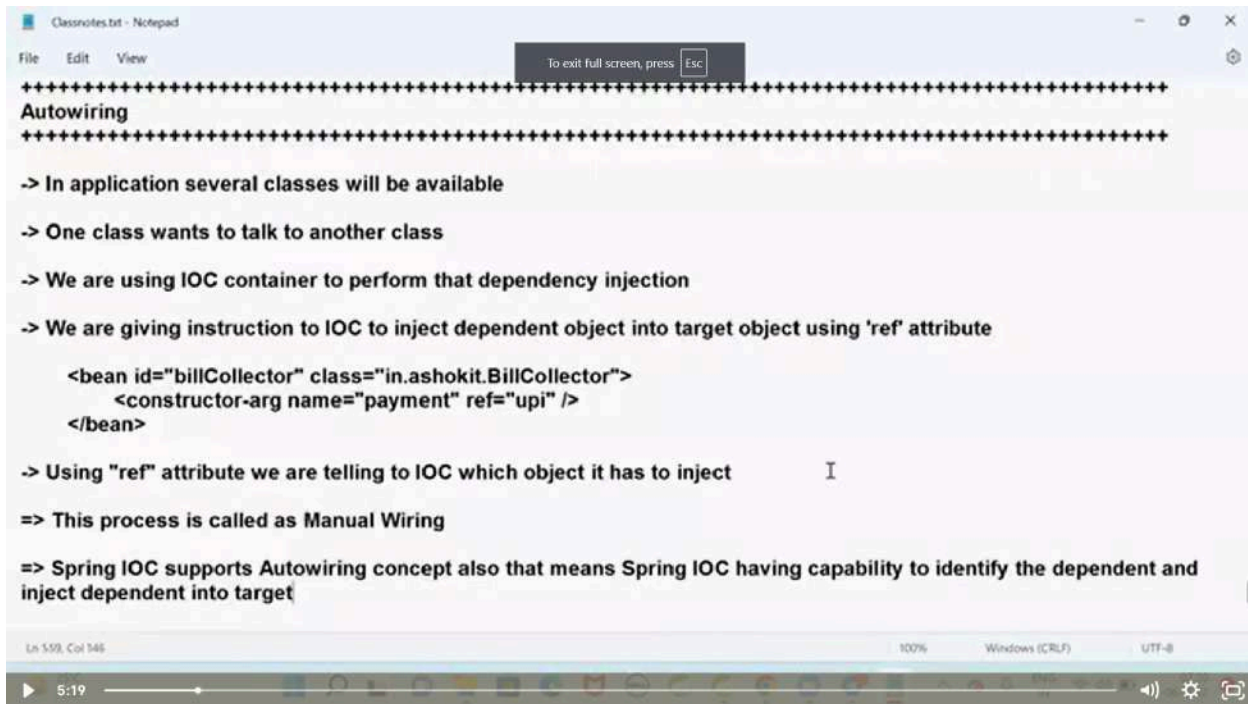 Classnotes.txt - Notepad
File Edit View
To exit full screen, press Esc
++++++++++++++++++++++++++++++++++++++++++++++++++++++++++++++++++++++++++++++++++++++++++++
Autowiring
++++++++++++++++++++++++++++++++++++++++++++++++++++++++++++++++++++++++++++++++++++++++++++
-> In application several classes will be available
-> One class wants to talk to another class
-> We are using IOC container to perform that dependency injection
-> We are giving instruction to IOC to inject dependent object into target object using 'ref' attribute
<bean id="billCollector" class="in.ashokit.BillCollector">
<constructor-arg name="payment" ref="upi" />
</bean>
-> Using "ref" attribute we are telling to IOC which object it has to inject
=> This process is called as Manual Wiring
=> Spring IOC supports Autowiring concept also that means Spring IOC having capability to identify the dependent and
inject dependent into target
Ln 559, Col 146 100% Windows (CRLF) UTF-8
5:19